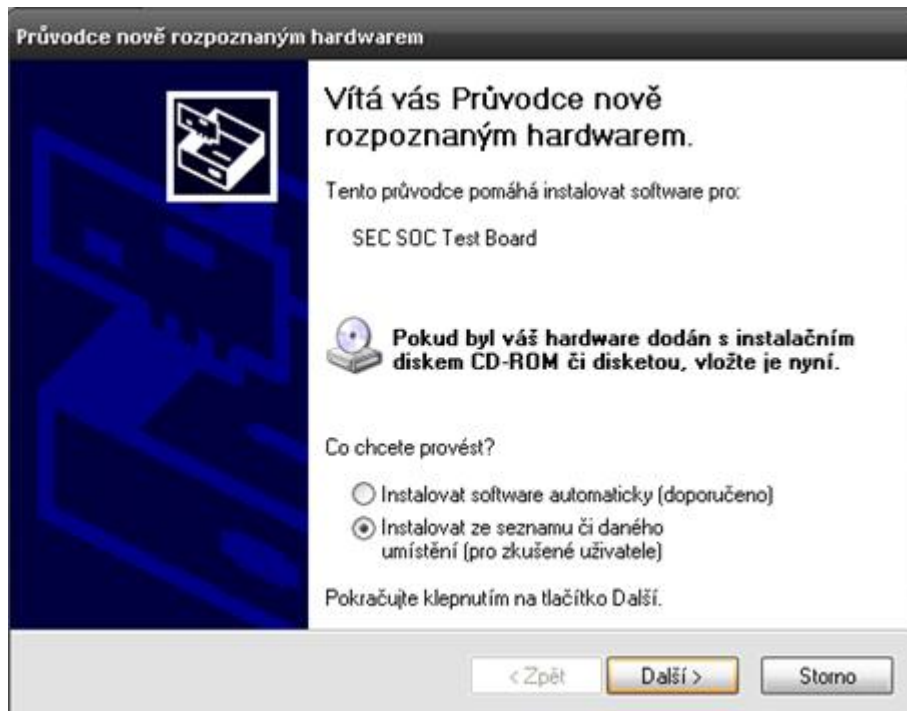 Průvodce nově rozpoznaným hardwarem
Vítá vás Průvodce nově
rozpoznaným hardwarem.
Tento průvodce pomáhá instalovat software pro:
SEC SOC Test Board
Pokud byl váš hardware dodán s instalačním
diskem CD-ROM či disketou, vložte je nyní.
Co chcete provést?
Instalovat software automaticky (doporučeno)
Instalovat ze seznamu či daného
umístění (pro zkušené uživatele)
Pokračujte klepnutím na tlačítko Další.
< Zpět
Další >
Storno